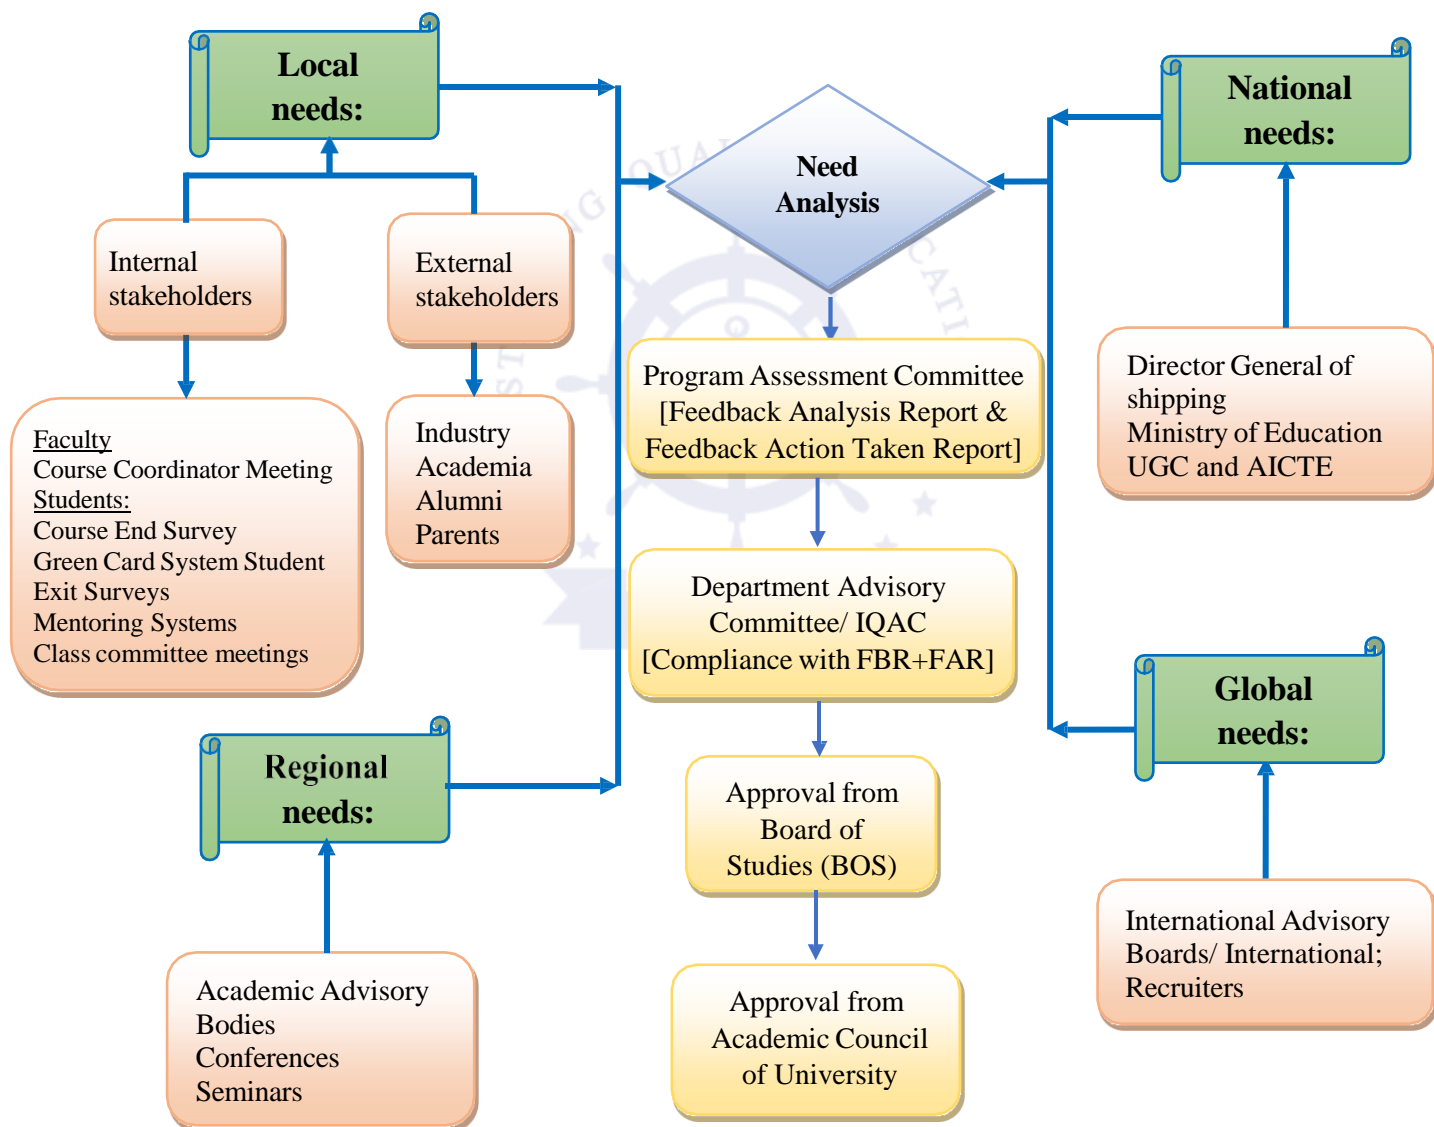 Local
needs:
National
needs:
Need
Analysis
Internal
stakeholders
External
stakeholders
Faculty
Course Coordinator Meeting
Students:
Course End Survey
Green Card System Student
Exit Surveys
Mentoring Systems
Class committee meetings
Industry
Academia
Alumni
Parents
Program Assessment Committee
[Feedback Analysis Report &
Feedback Action Taken Report]
Director General of
shipping
Ministry of Education
UGC and AICTE
Department Advisory
Committee/ IQAC
[Compliance with FBR+FAR]
Global
needs:
Regional
needs:
Approval from
Board of
Studies (BOS)
International Advisory
Boards/ International;
Recruiters
Academic Advisory
Bodies
Conferences
Seminars
Approval from
Academic Council
of University